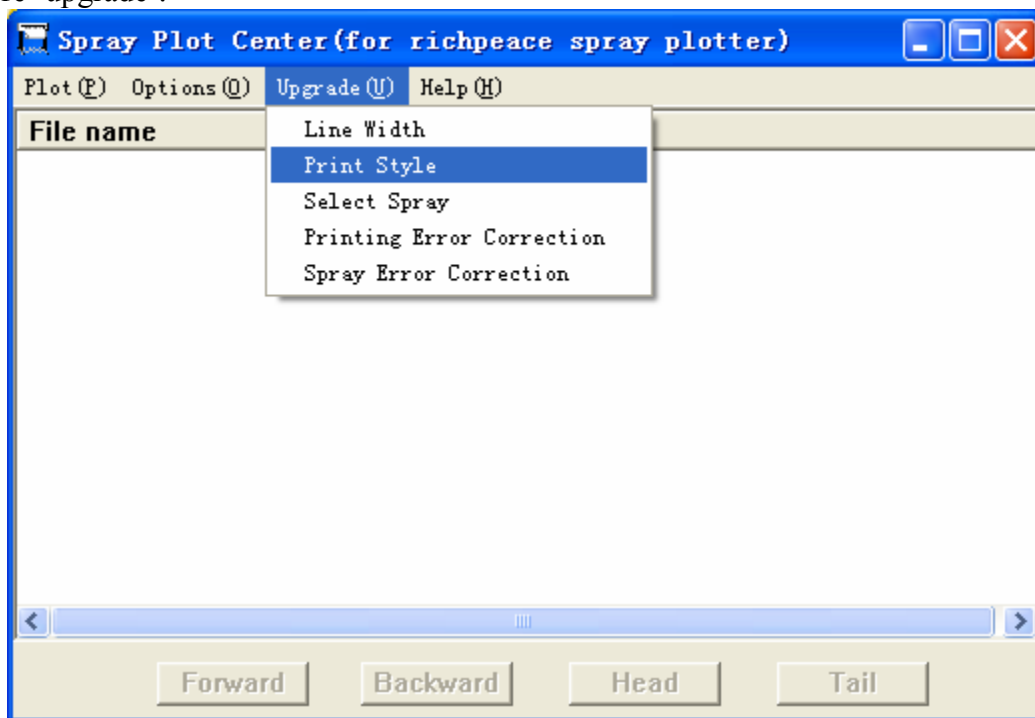 Spray Plot Center(for richpeace spray plotter)
Plot(P) Options(O) Upgrade(U) Help(H)
File name
Line Width
Print Style
Select Spray
Printing Error Correction
Spray Error Correction
Forward Backward Head Tail